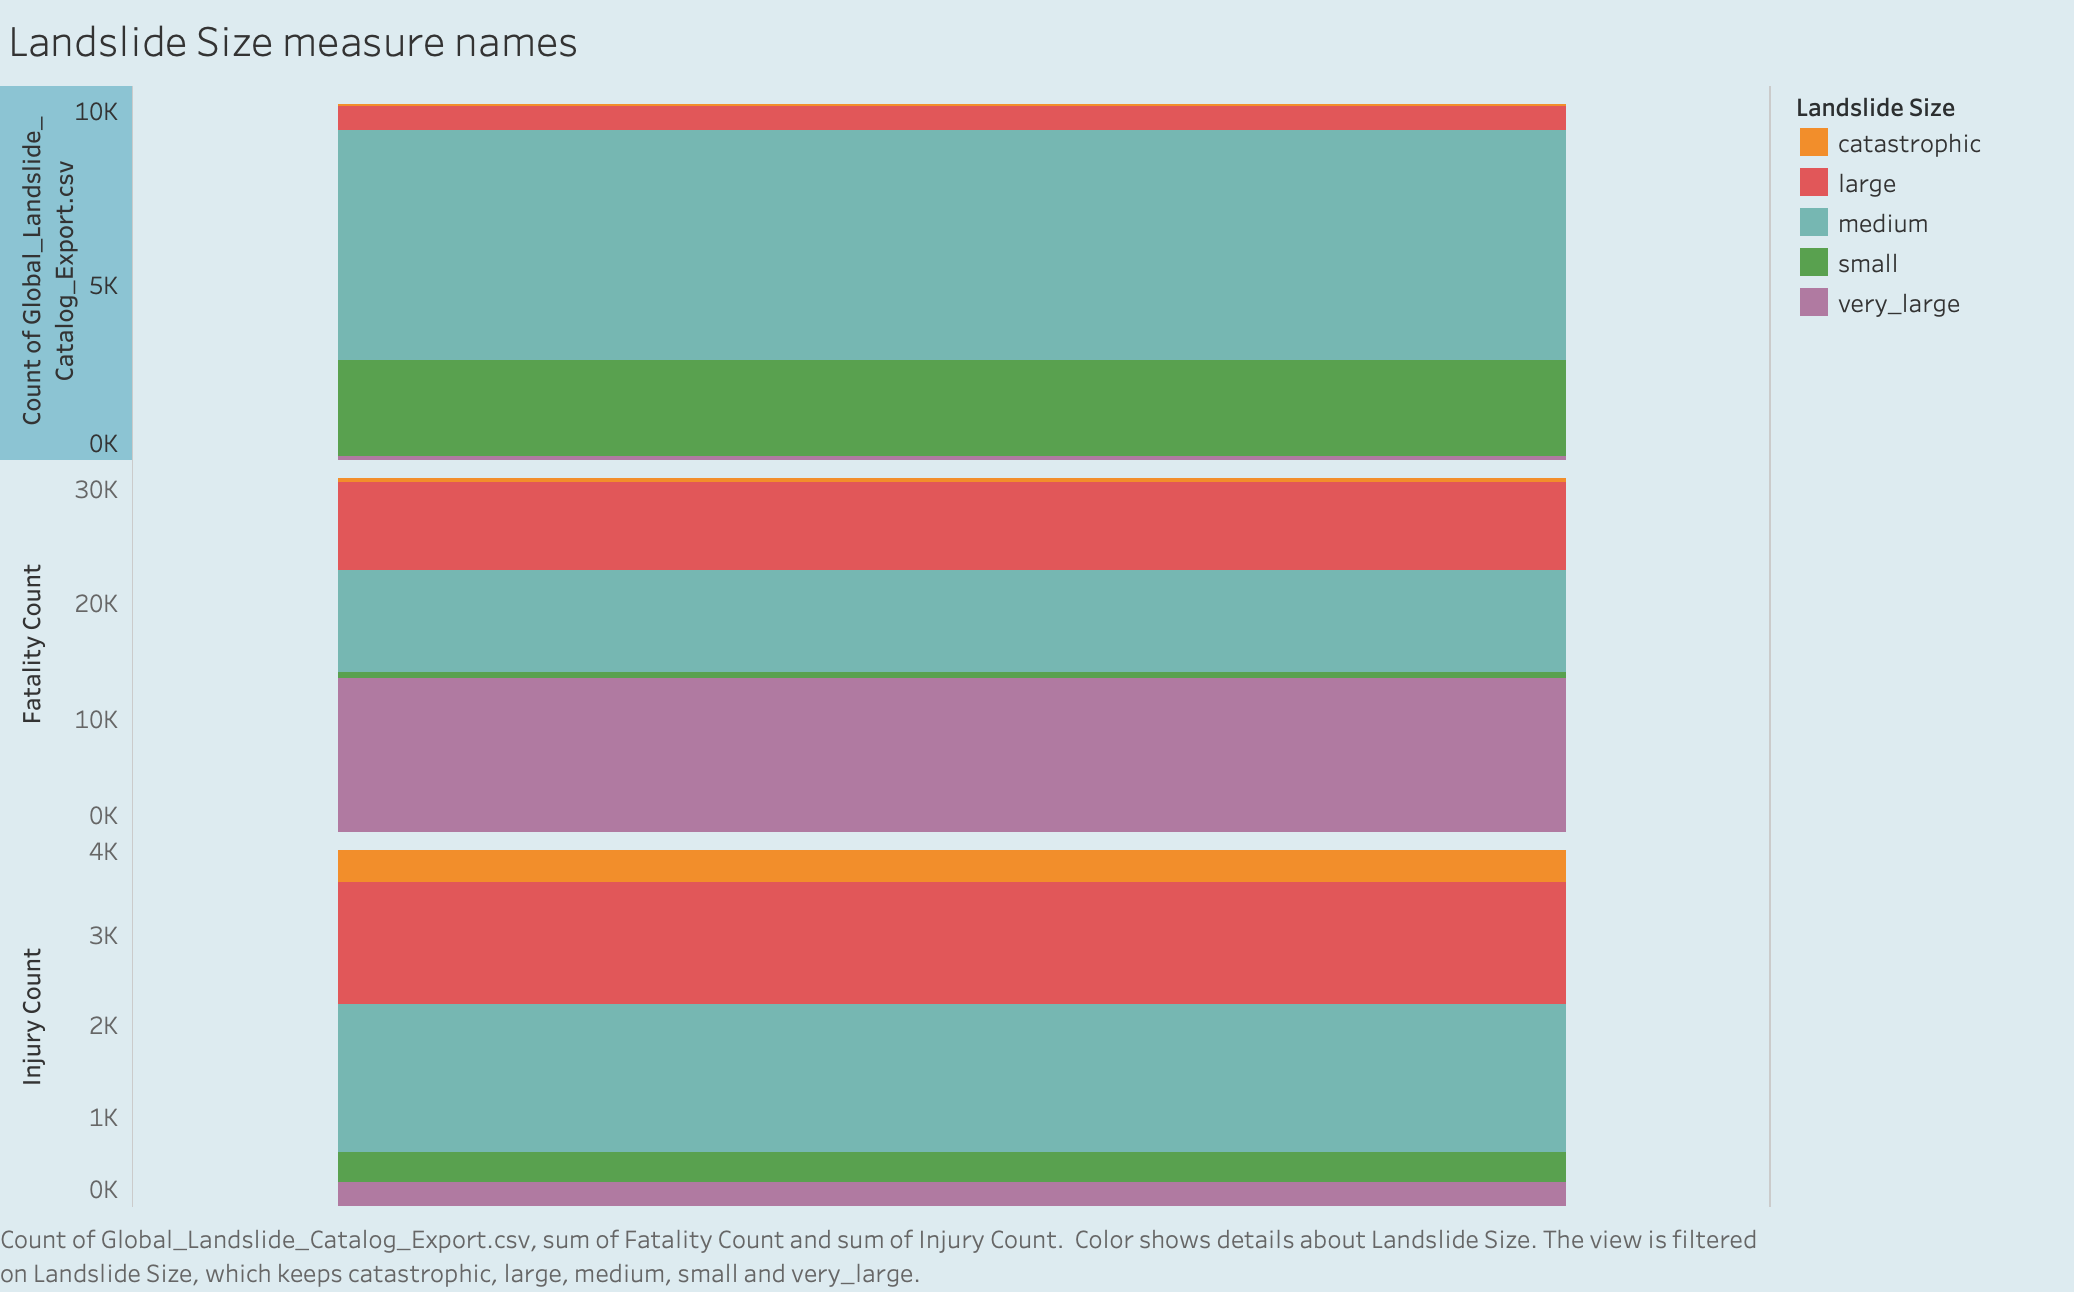 Landslide Size measure names
Count of Global_Landslide_
Catalog_Export.csv
10K
5K
0K
Fatality Count
30K
20K
10K
0K
Injury Count
4K
3K
2K
1K
0K
Landslide Size
catastrophic
large
medium
small
very_large
Count of Global_Landslide_Catalog_Export.csv, sum of Fatality Count and sum of Injury Count.  Color shows details about Landslide Size. The view is filtered
on Landslide Size, which keeps catastrophic, large, medium, small and very_large.